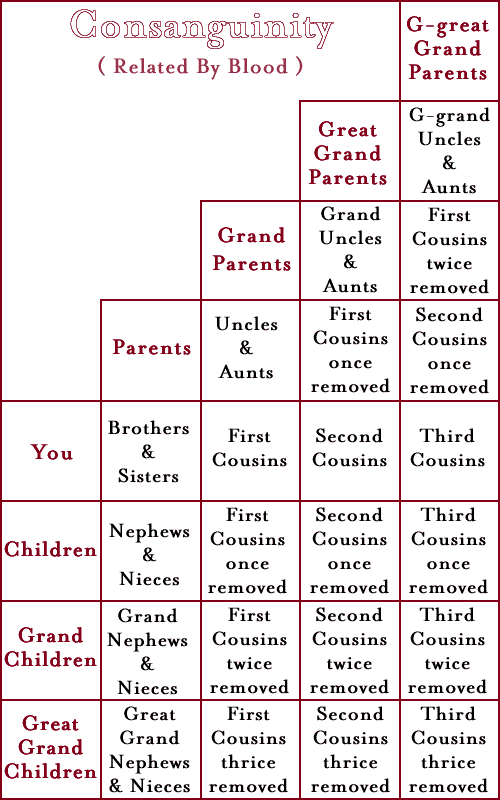 Consanguinity
( Related By Blood )
G-great
Grand
Parents
Great
Grand
Parents
G-grand
Uncles
&
Aunts
Grand
Parents
Grand
Uncles
&
Aunts
First
Cousins
twice
removed
Parents
Uncles
&
Aunts
First
Cousins
once
removed
Second
Cousins
once
removed
You
Brothers
&
Sisters
First
Cousins
Second
Cousins
Third
Cousins
Children
Nephews
&
Nieces
First
Cousins
once
removed
Second
Cousins
once
removed
Third
Cousins
once
removed
Grand
Children
Grand
Nephews
&
Nieces
First
Cousins
twice
removed
Second
Cousins
twice
removed
Third
Cousins
twice
removed
Great
Grand
Children
Great
Grand
Nephews
& Nieces
First
Cousins
thrice
removed
Second
Cousins
thrice
removed
Third
Cousins
thrice
removed